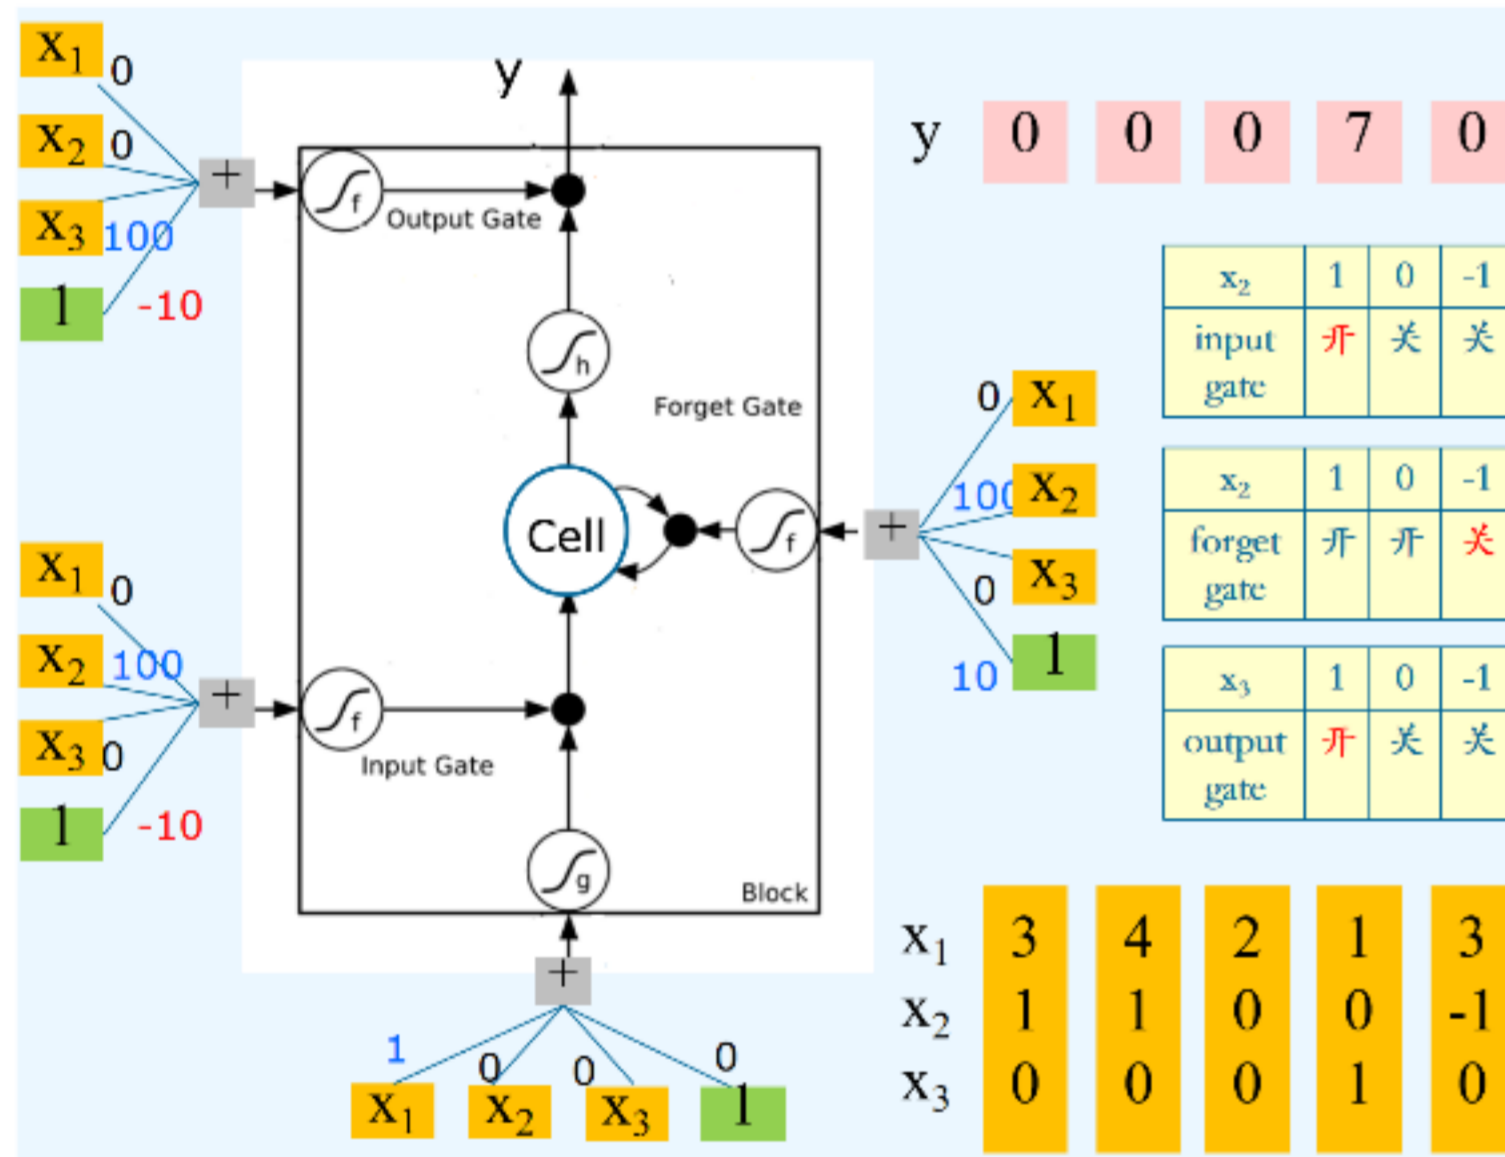 x1 0
x2 0
x3 100
1 -10
+
y
f
Output Gate
h
Forget Gate
Cell
f
+
0 x1
100 x2
0 x3
10 1
x1 0
x2 100
x3 0
1 -10
+
f
Input Gate
g
Block
+
1 0 0 0
x1 x2 x3 1
y 0 0 0 7 0
x2 1 0 -1
input gate 开 关 关
x2 1 0 -1
forget gate 开 开 关
x3 1 0 -1
output gate 开 关 关
x1 3 4 2 1 3
x2 1 1 0 0 -1
x3 0 0 0 1 0